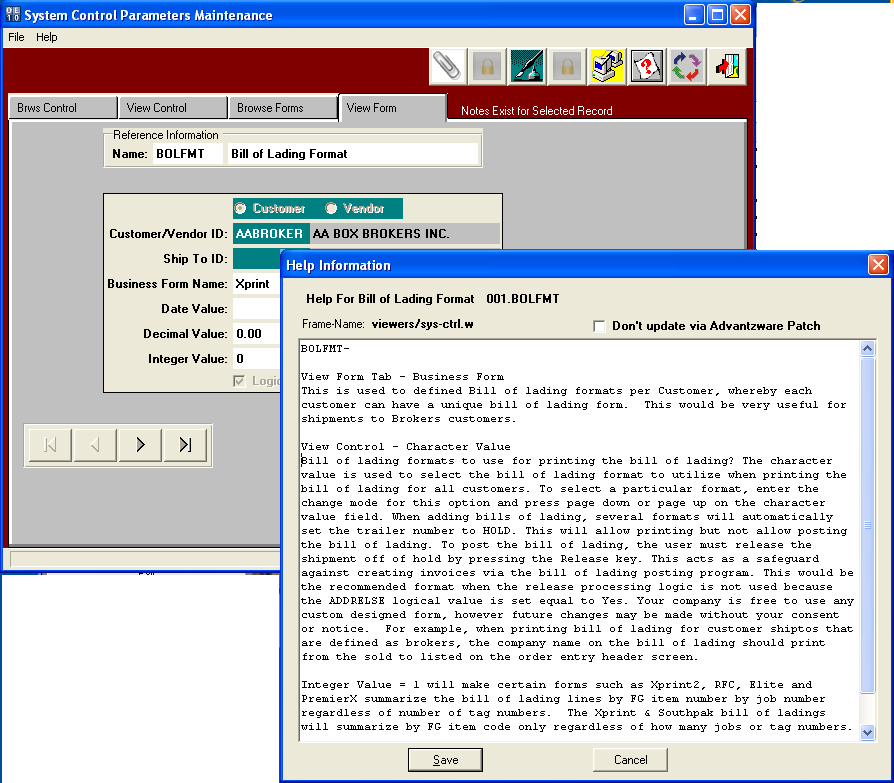 System Control Parameters Maintenance
File Help
Brws Control View Control Browse Forms View Form Notes Exist for Selected Record
Reference Information
Name: BOLFMT Bill of Lading Format
Customer Vendor
Customer/Vendor ID: AABROKER AA BOX BROKERS INC.
Ship To ID:
Business Form Name: Xprint
Date Value:
Decimal Value: 0.00
Integer Value: 0
Logic
Help Information
Help For Bill of Lading Format 001.BOLFMT
Frame-Name: viewers/sys-ctrl.w Don't update via Advantzware Patch
BOLFMT-
View Form Tab - Business Form
This is used to defined Bill of lading formats per Customer, whereby each
customer can have a unique bill of lading form. This would be very useful for
shipments to Brokers customers.
View Control - Character Value
Bill of lading formats to use for printing the bill of lading? The character
value is used to select the bill of lading format to utilize when printing the
bill of lading for all customers. To select a particular format, enter the
change mode for this option and press page down or page up on the character
value field. When adding bills of lading, several formats will automatically
set the trailer number to HOLD. This will allow printing but not allow posting
the bill of lading. To post the bill of lading, the user must release the
shipment off of hold by pressing the Release key. This acts as a safeguard
against creating invoices via the bill of lading posting program. This would be
the recommended format when the release processing logic is not used because
the ADDRELSE logical value is set equal to Yes. Your company is free to use any
custom designed form, however future changes may be made without your consent
or notice. For example, when printing bill of lading for customer shiptos that
are defined as brokers, the company name on the bill of lading should print
from the sold to listed on the order entry header screen.
Integer Value = 1 will make certain forms such as Xprint2, RFC, Elite and
PremierX summarize the bill of lading lines by FG item number by job number
regardless of number of tag numbers. The Xprint & Southpak bill of ladings
will summarize by FG item code only regardless of how many jobs or tag numbers.
Save Cancel